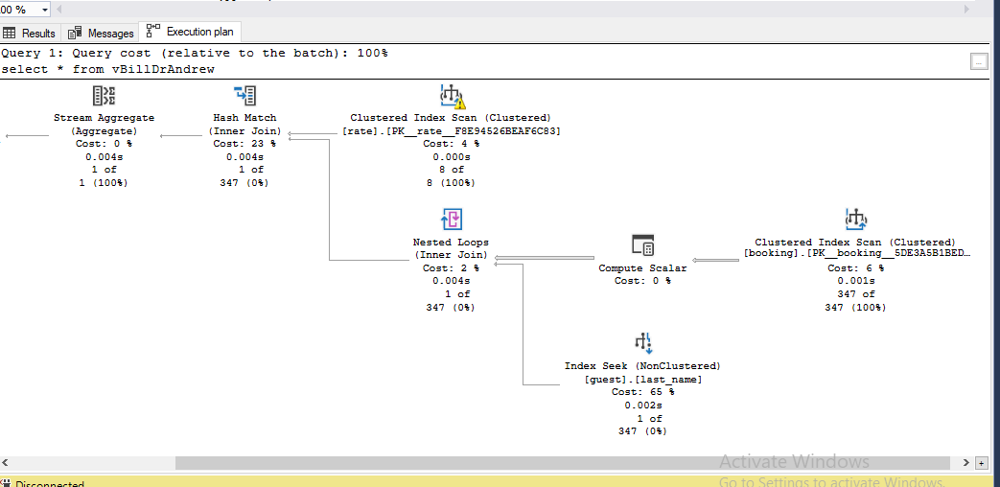 00 %
Results Messages Execution plan
Query 1: Query cost (relative to the batch): 100%
select * from vBillDrAndrew
Stream Aggregate
(Aggregate)
Cost: 0 %
0.004s
1 of
1 (100%)
Hash Match
(Inner Join)
Cost: 23 %
0.004s
1 of
347 (0%)
Clustered Index Scan (Clustered)
[rate].[PK__rate__F8E94526BEAF6C83]
Cost: 4 %
0.000s
8 of
8 (100%)
Nested Loops
(Inner Join)
Cost: 2 %
0.004s
1 of
347 (0%)
Compute Scalar
Cost: 0 %
Clustered Index Scan (Clustered)
[booking].[PK__booking__5DE3A5B1BED…
Cost: 6 %
0.001s
347 of
347 (100%)
Index Seek (NonClustered)
[guest].[last_name]
Cost: 65 %
0.002s
1 of
347 (0%)
Activate Windows
Go to Settings to activate Windows.
Disconnected